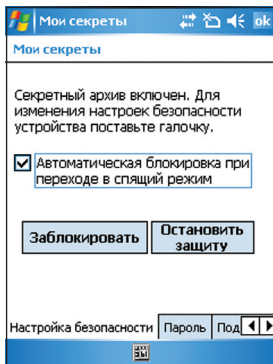 Мои секреты
ok
Мои секреты
Секретный архив включен. Для
изменения настроек безопасности
устройства поставьте галочку.
Автоматическая блокировка при
переходе в спящий режим
Заблокировать
Остановить
защиту
Настройка безопасности
Пароль
Под